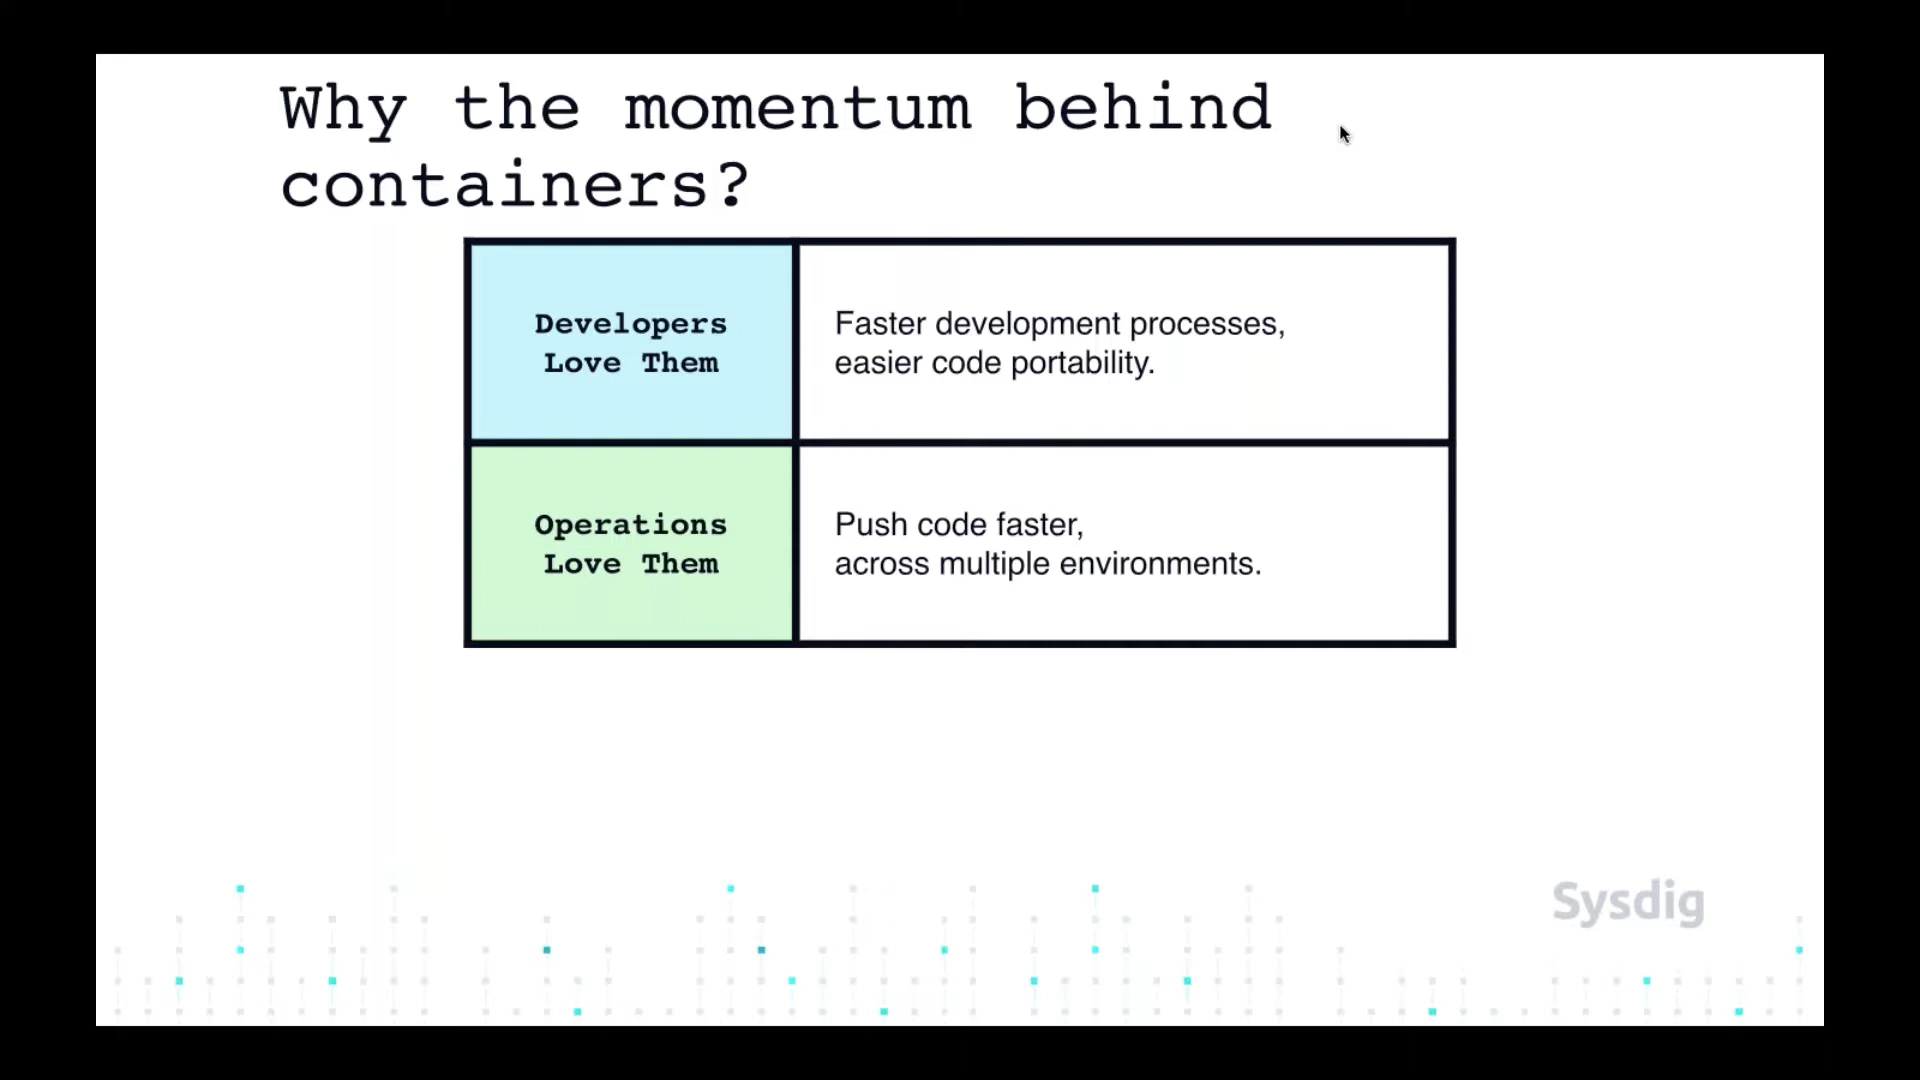 Why the momentum behind
containers?
Developers
Love Them
Faster development processes,
easier code portability.
Operations
Love Them
Push code faster,
across multiple environments.
Sysdig